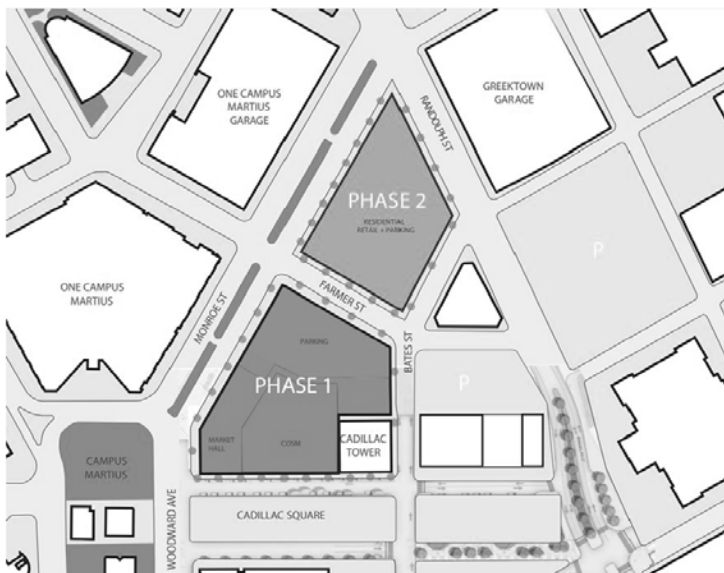 ONE CAMPUS
MARTIUS
GARAGE
GREEKTOWN
GARAGE
RANDOLPH ST
PHASE 2
RESIDENTIAL
RETAIL + PARKING
P
ONE CAMPUS
MARTIUS
MONROE ST
FARMER ST
BATES ST
PARKING
PHASE 1
P
MARKET
HALL
COSM
CADILLAC
TOWER
CAMPUS
MARTIUS
WOODWARD AVE
CADILLAC SQUARE